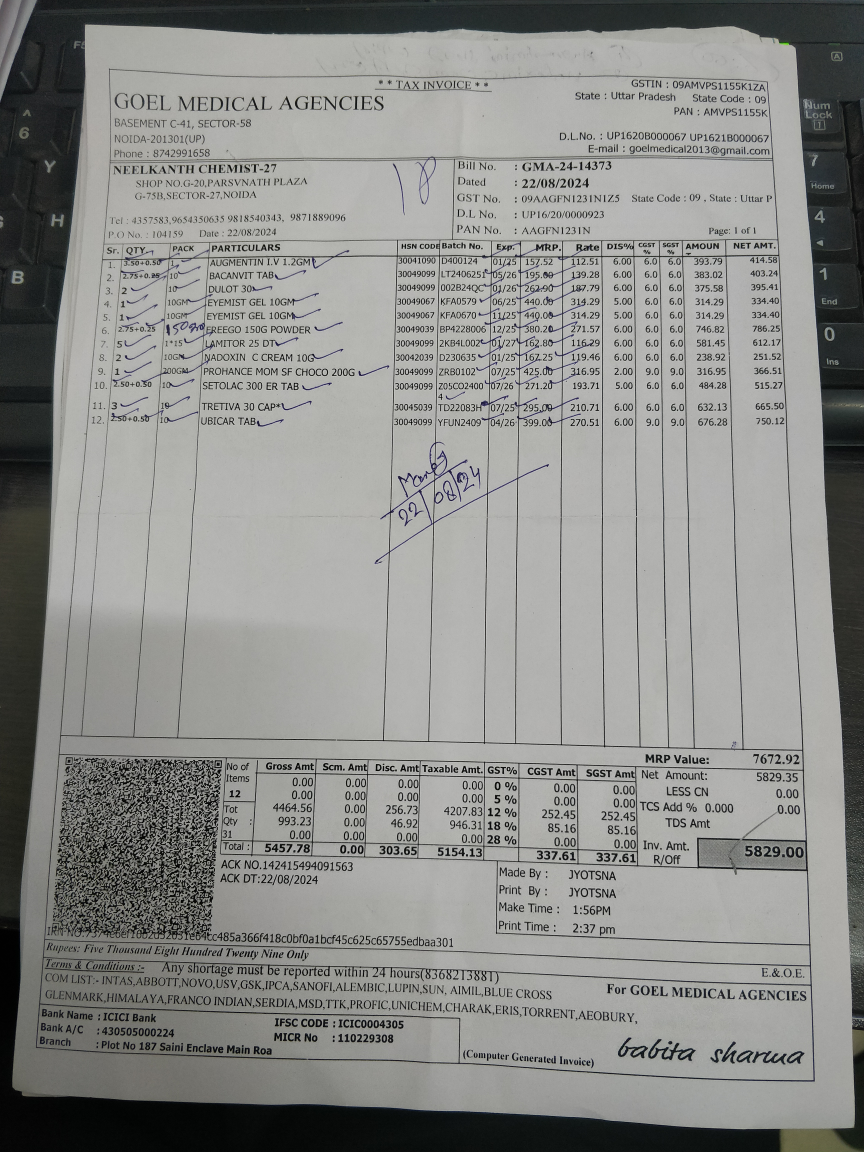 * * TAX INVOICE * *
GSTIN : 09AMVPS1155K1ZA
State : Uttar Pradesh State Code : 09
PAN : AMVPS1155K
GOEL MEDICAL AGENCIES
BASEMENT C-41, SECTOR-58
NOIDA-201301(UP)
Phone : 8742991658
D.L.No. : UP1620B000067 UP1621B000067
E-mail : goelmedical2013@gmail.com
NEELKANTH CHEMIST-27
SHOP NO.G-20,PARSVNATH PLAZA
G-75B,SECTOR-27,NOIDA
Tel : 4357583,9654350635 9818540343, 9871889096
P.O No. : 104159 Date : 22/08/2024
18
Bill No. : GMA-24-14373
Dated : 22/08/2024
GST No. : 09AAGFN1231N1Z5 State Code : 09 , State : Uttar P
D.L No. : UP16/20/0000923
PAN No. : AAGFN1231N Page: 1 of 1
Sr. QTY PACK PARTICULARS HSN CODE Batch No. Exp. MRP. Rate DIS% CGST % SGST % AMOUN NET AMT.
1. 3.50+0.50 1 AUGMENTIN I.V 1.2GM 30041090 D400124 01/25 157.52 112.51 6.00 6.0 6.0 393.79 414.58
2. 2.75+0.25 10 BACANVIT TAB 30049099 LT2406251 05/26 195.00 139.28 6.00 6.0 6.0 383.02 403.24
3. 2 10 DULOT 30 30049099 002B24QC 01/26 262.90 187.79 6.00 6.0 6.0 375.58 395.41
4. 1 10GM EYEMIST GEL 10GM 30049067 KFA0579 06/25 440.00 314.29 5.00 6.0 6.0 314.29 334.40
5. 1 10GM EYEMIST GEL 10GM 30049067 KFA0670 11/25 440.00 314.29 5.00 6.0 6.0 314.29 334.40
6. 2.75+0.25 150 FREEGO 150G POWDER 30049039 BP4228006 12/25 380.20 271.57 6.00 6.0 6.0 746.82 786.25
7. 5 1*15 LAMITOR 25 DT 30049099 2KB4L002 01/27 162.80 116.29 6.00 6.0 6.0 581.45 612.17
8. 2 10GM NADOXIN C CREAM 10G 30042039 D230635 01/25 167.25 119.46 6.00 6.0 6.0 238.92 251.52
9. 1 200GM PROHANCE MOM SF CHOCO 200G 30049099 ZRB0102 07/25 425.00 316.95 2.00 9.0 9.0 316.95 366.51
10. 2.50+0.50 10 SETOLAC 300 ER TAB 30049099 Z05CO2400 07/26 271.20 193.71 5.00 6.0 6.0 484.28 515.27
4
11. 3 10 TRETIVA 30 CAP* 30045039 TD22083H 07/25 295.00 210.71 6.00 6.0 6.0 632.13 665.50
12. 2.50+0.50 10 UBICAR TAB 30049099 YFUN2409 04/26 399.00 270.51 6.00 9.0 9.0 676.28 750.12
22/08/24
MRP Value: 7672.92
No of Items 12 Tot Qty : 31
Gross Amt Scm. Amt Disc. Amt Taxable Amt. GST% CGST Amt SGST Amt
0.00 0.00 0.00 0.00 0 % 0.00 0.00
0.00 0.00 0.00 0.00 5 % 0.00 0.00
4464.56 0.00 256.73 4207.83 12 % 252.45 252.45
993.23 0.00 46.92 946.31 18 % 85.16 85.16
0.00 0.00 0.00 0.00 28 % 0.00 0.00
Total : 5457.78 0.00 303.65 5154.13 337.61 337.61
Net Amount: 5829.35
LESS CN 0.00
TCS Add % 0.000 0.00
TDS Amt
Inv. Amt. R/Off 5829.00
ACK NO.142415494091563
ACK DT:22/08/2024
Made By : JYOTSNA
Print By : JYOTSNA
Make Time : 1:56PM
Print Time : 2:37 pm
Rupees: Five Thousand Eight Hundred Twenty Nine Only
E.&O.E.
Terms & Conditions :- Any shortage must be reported within 24 hours(8368213881)
COM LIST:- INTAS,ABBOTT,NOVO,USV,GSK,IPCA,SANOFI,ALEMBIC,LUPIN,SUN, AIMIL,BLUE CROSS
GLENMARK,HIMALAYA,FRANCO INDIAN,SERDIA,MSD,TTK,PROFIC,UNICHEM,CHARAK,ERIS,TORRENT,AEOBURY,
For GOEL MEDICAL AGENCIES
Bank Name : ICICI Bank IFSC CODE : ICIC0004305
Bank A/C : 430505000224 MICR No : 110229308
Branch : Plot No 187 Saini Enclave Main Roa
(Computer Generated Invoice)
babita sharma
F5
6
Y
G
H
B
Num Lock
1
7
Home
4
1
End
0
Ins